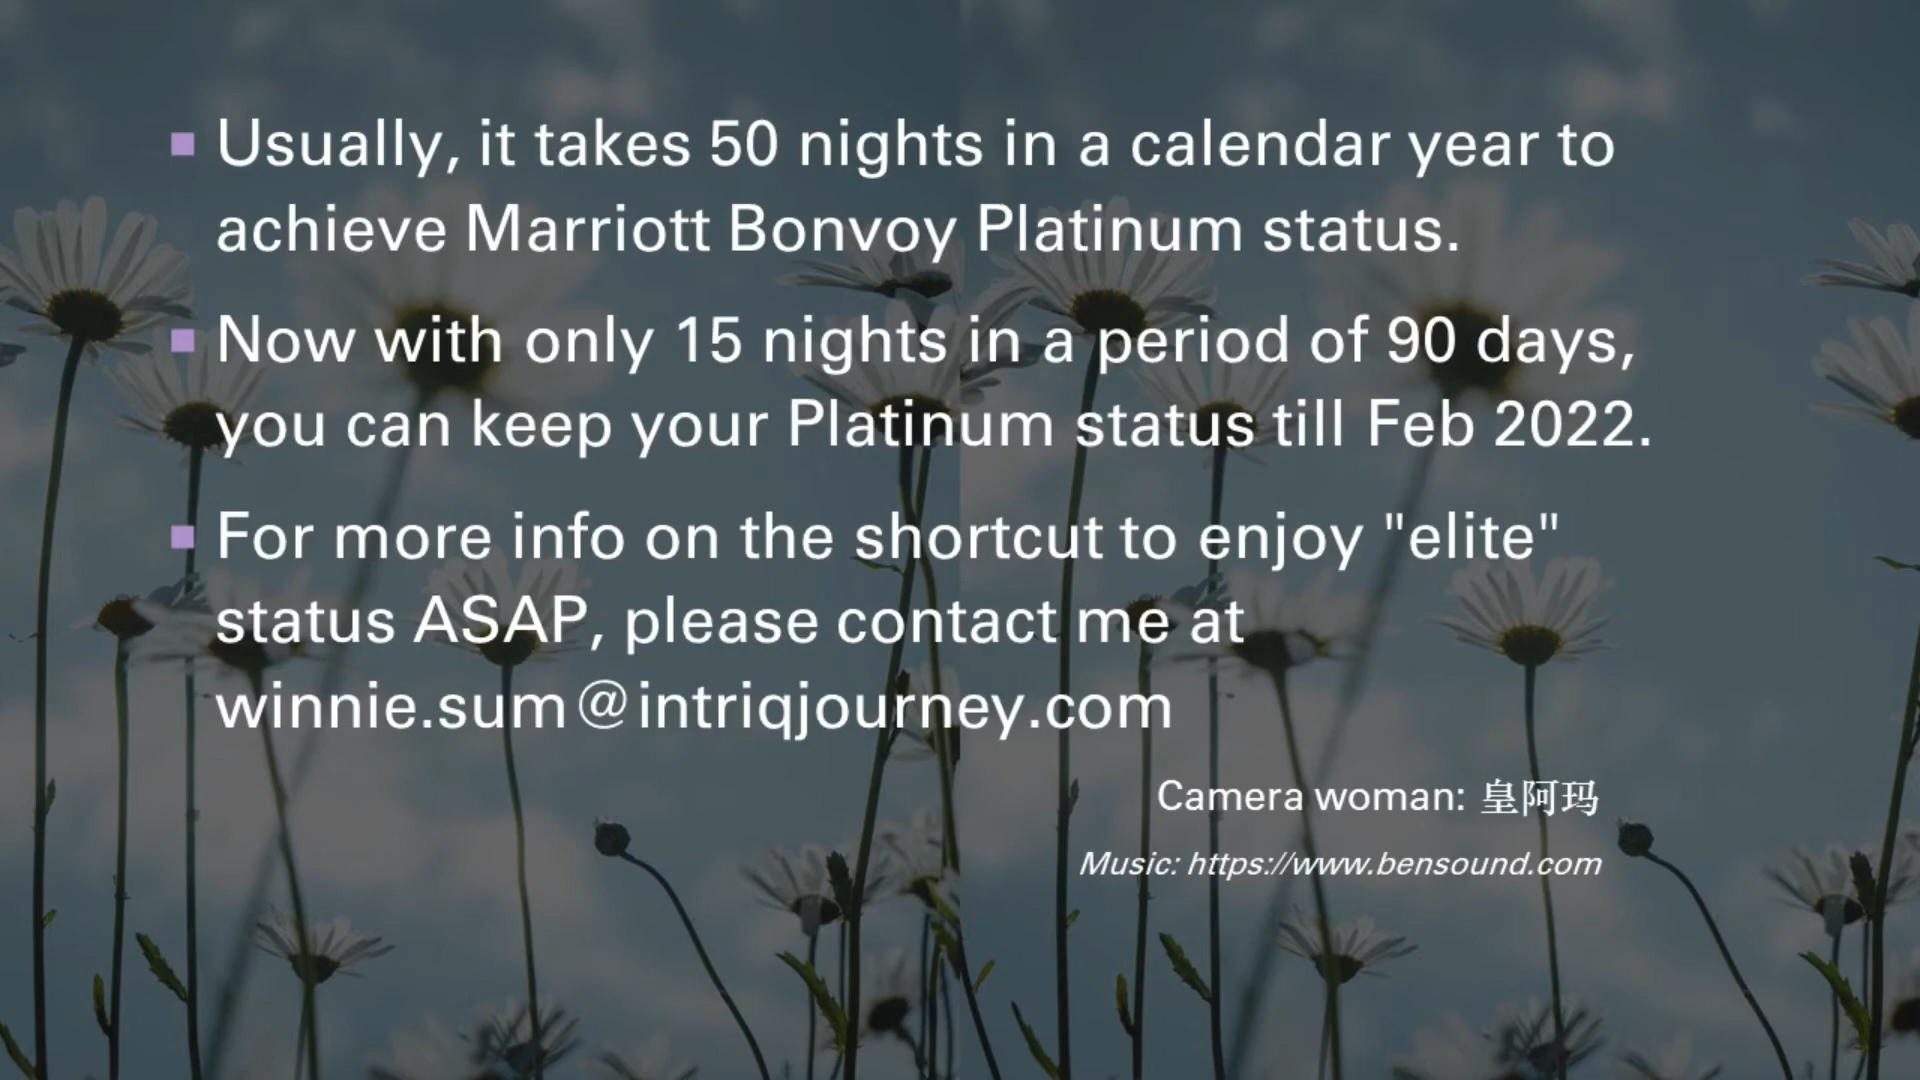 Usually, it takes 50 nights in a calendar year to
achieve Marriott Bonvoy Platinum status.
Now with only 15 nights in a period of 90 days,
you can keep your Platinum status till Feb 2022.
For more info on the shortcut to enjoy "elite"
status ASAP, please contact me at
winnie.sum@intriqjourney.com
Camera woman: 皇阿玛
Music: https://www.bensound.com